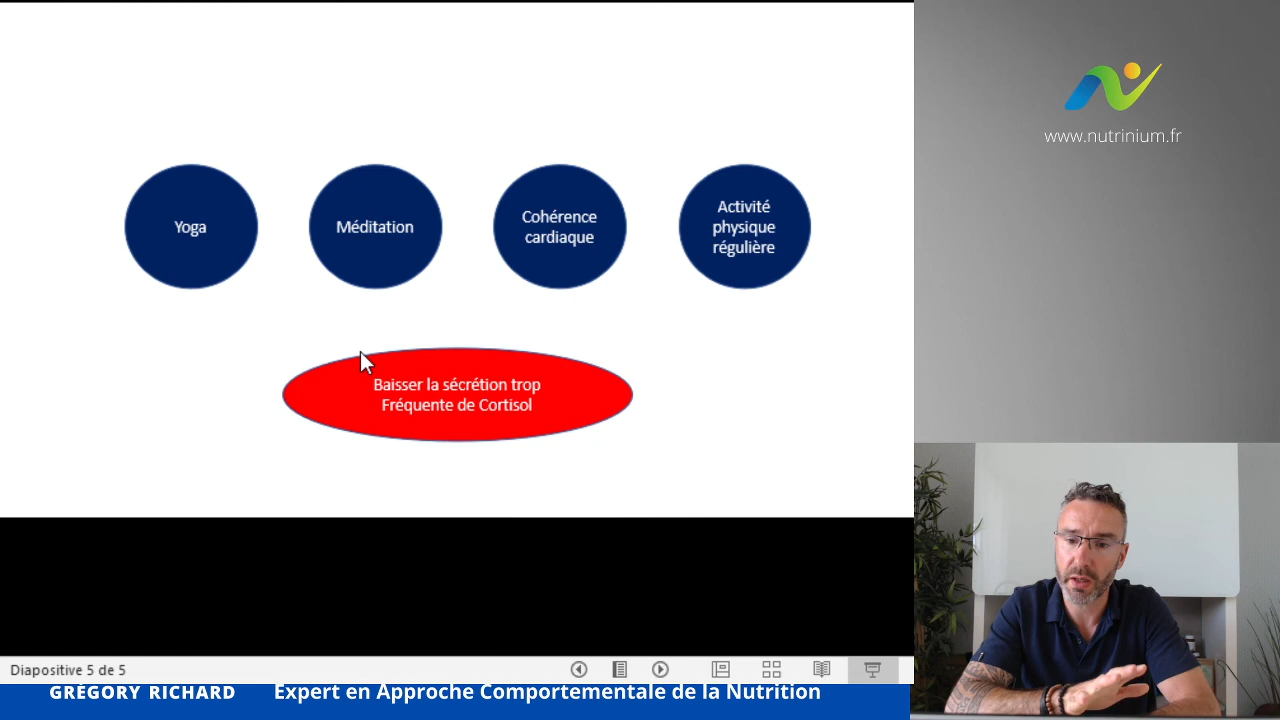 Yoga
Méditation
Cohérence
cardiaque
Activité
physique
régulière
Baisser la sécrétion trop
Fréquente de Cortisol
www.nutrinium.fr
Diapositive 5 de 5
GRÉGORY RICHARD
Expert en Approche Comportementale de la Nutrition